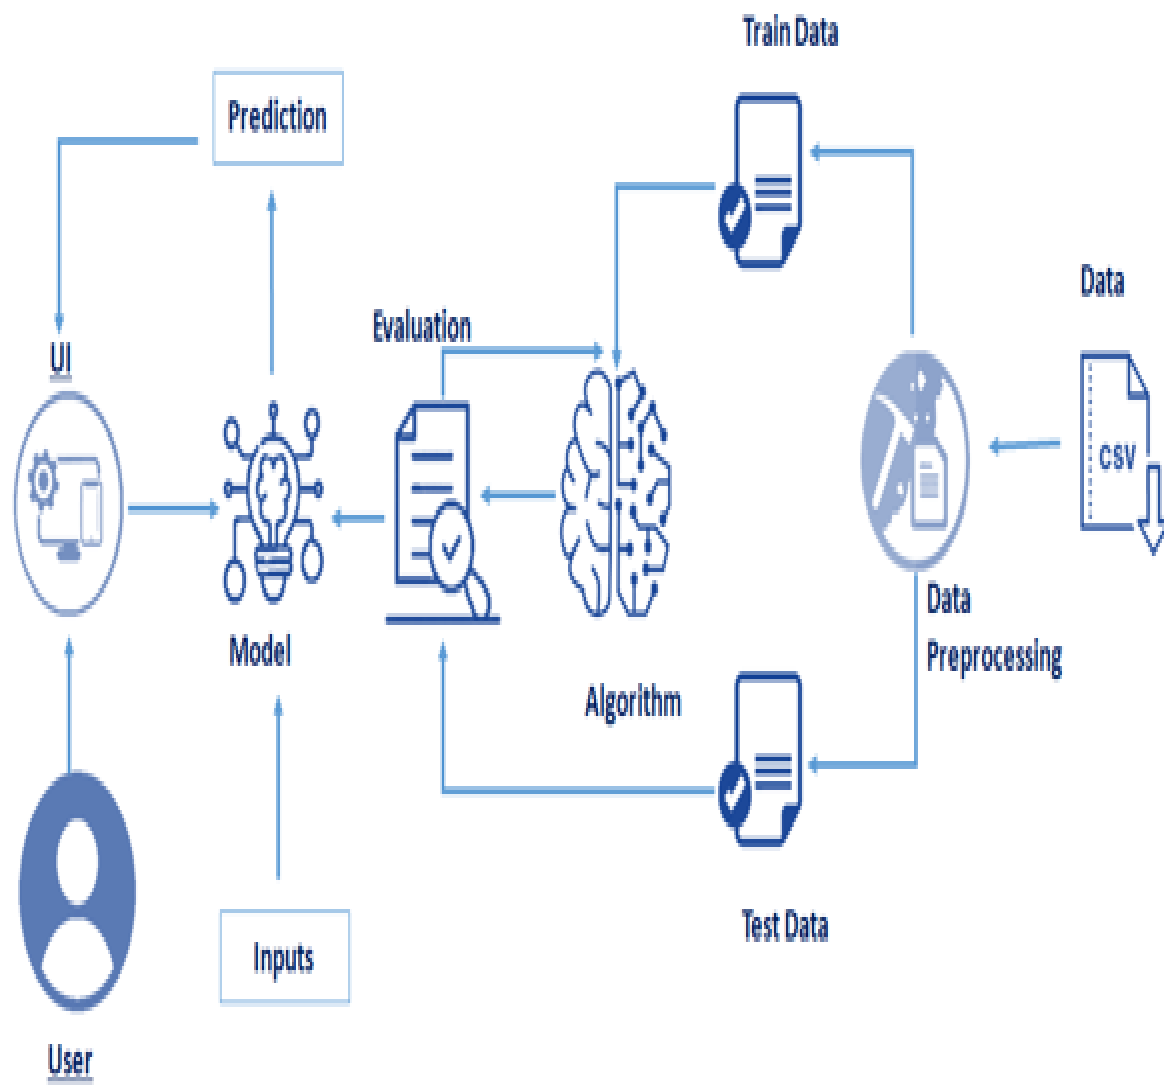 Train Data
Prediction
Data
Evaluation
UI
CSV
Data
Preprocessing
Model
Algorithm
Test Data
Inputs
User